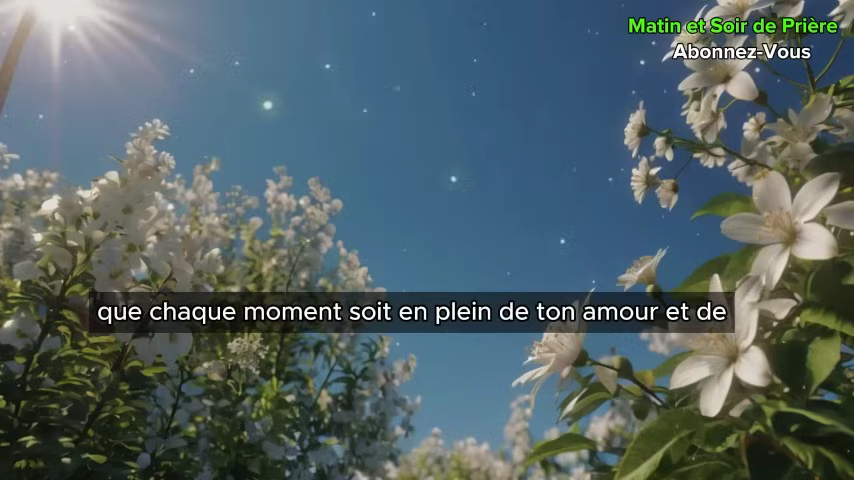 Matin et Soir de Prière
Abonnez-Vous
que chaque moment soit en plein de ton amour et de